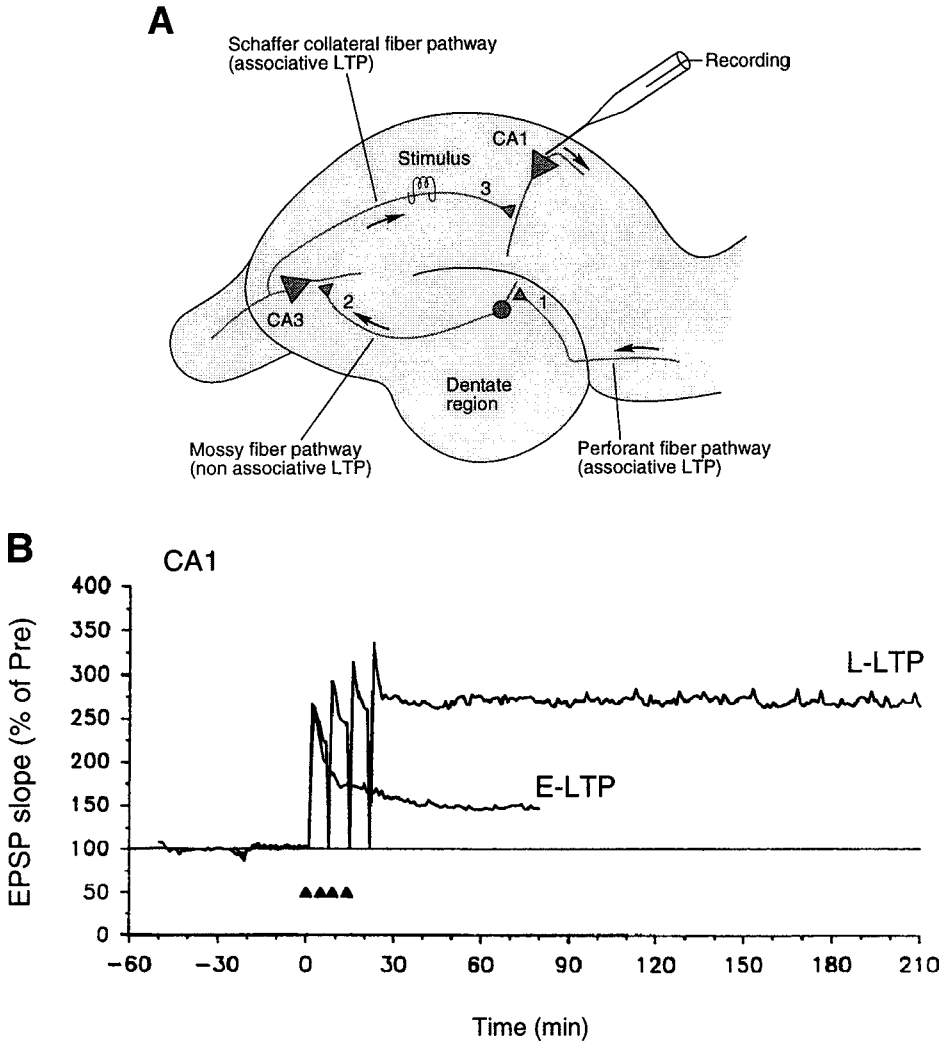 A
Schaffer collateral fiber pathway
(associative LTP)
Recording
CA1
Stimulus
3
CA3
2
1
Dentate
region
Mossy fiber pathway
(non associative LTP)
Perforant fiber pathway
(associative LTP)
B
CA1
EPSP slope (% of Pre)
400
350
300
250
200
150
100
50
0
L-LTP
E-LTP
-60 -30 0 30 60 90 120 150 180 210
Time (min)